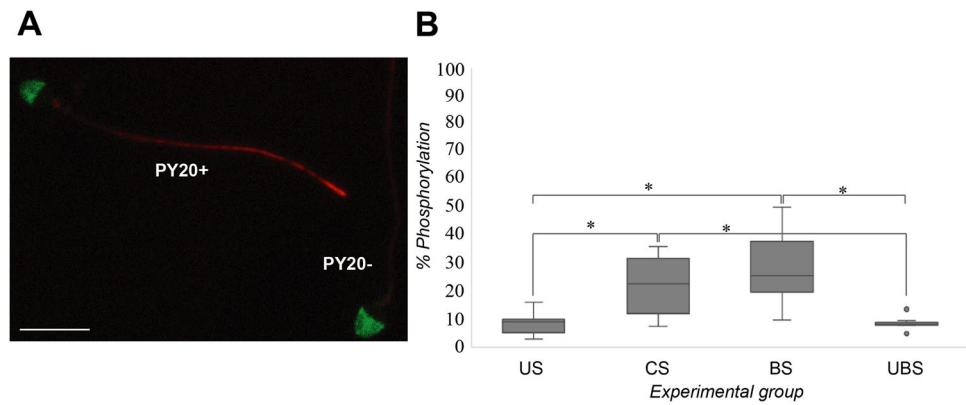 A
PY20+
PY20-
B
% Phosphorylation
100
90
80
70
60
50
40
30
20
10
0
*
*
*
*
US
CS
BS
UBS
Experimental group